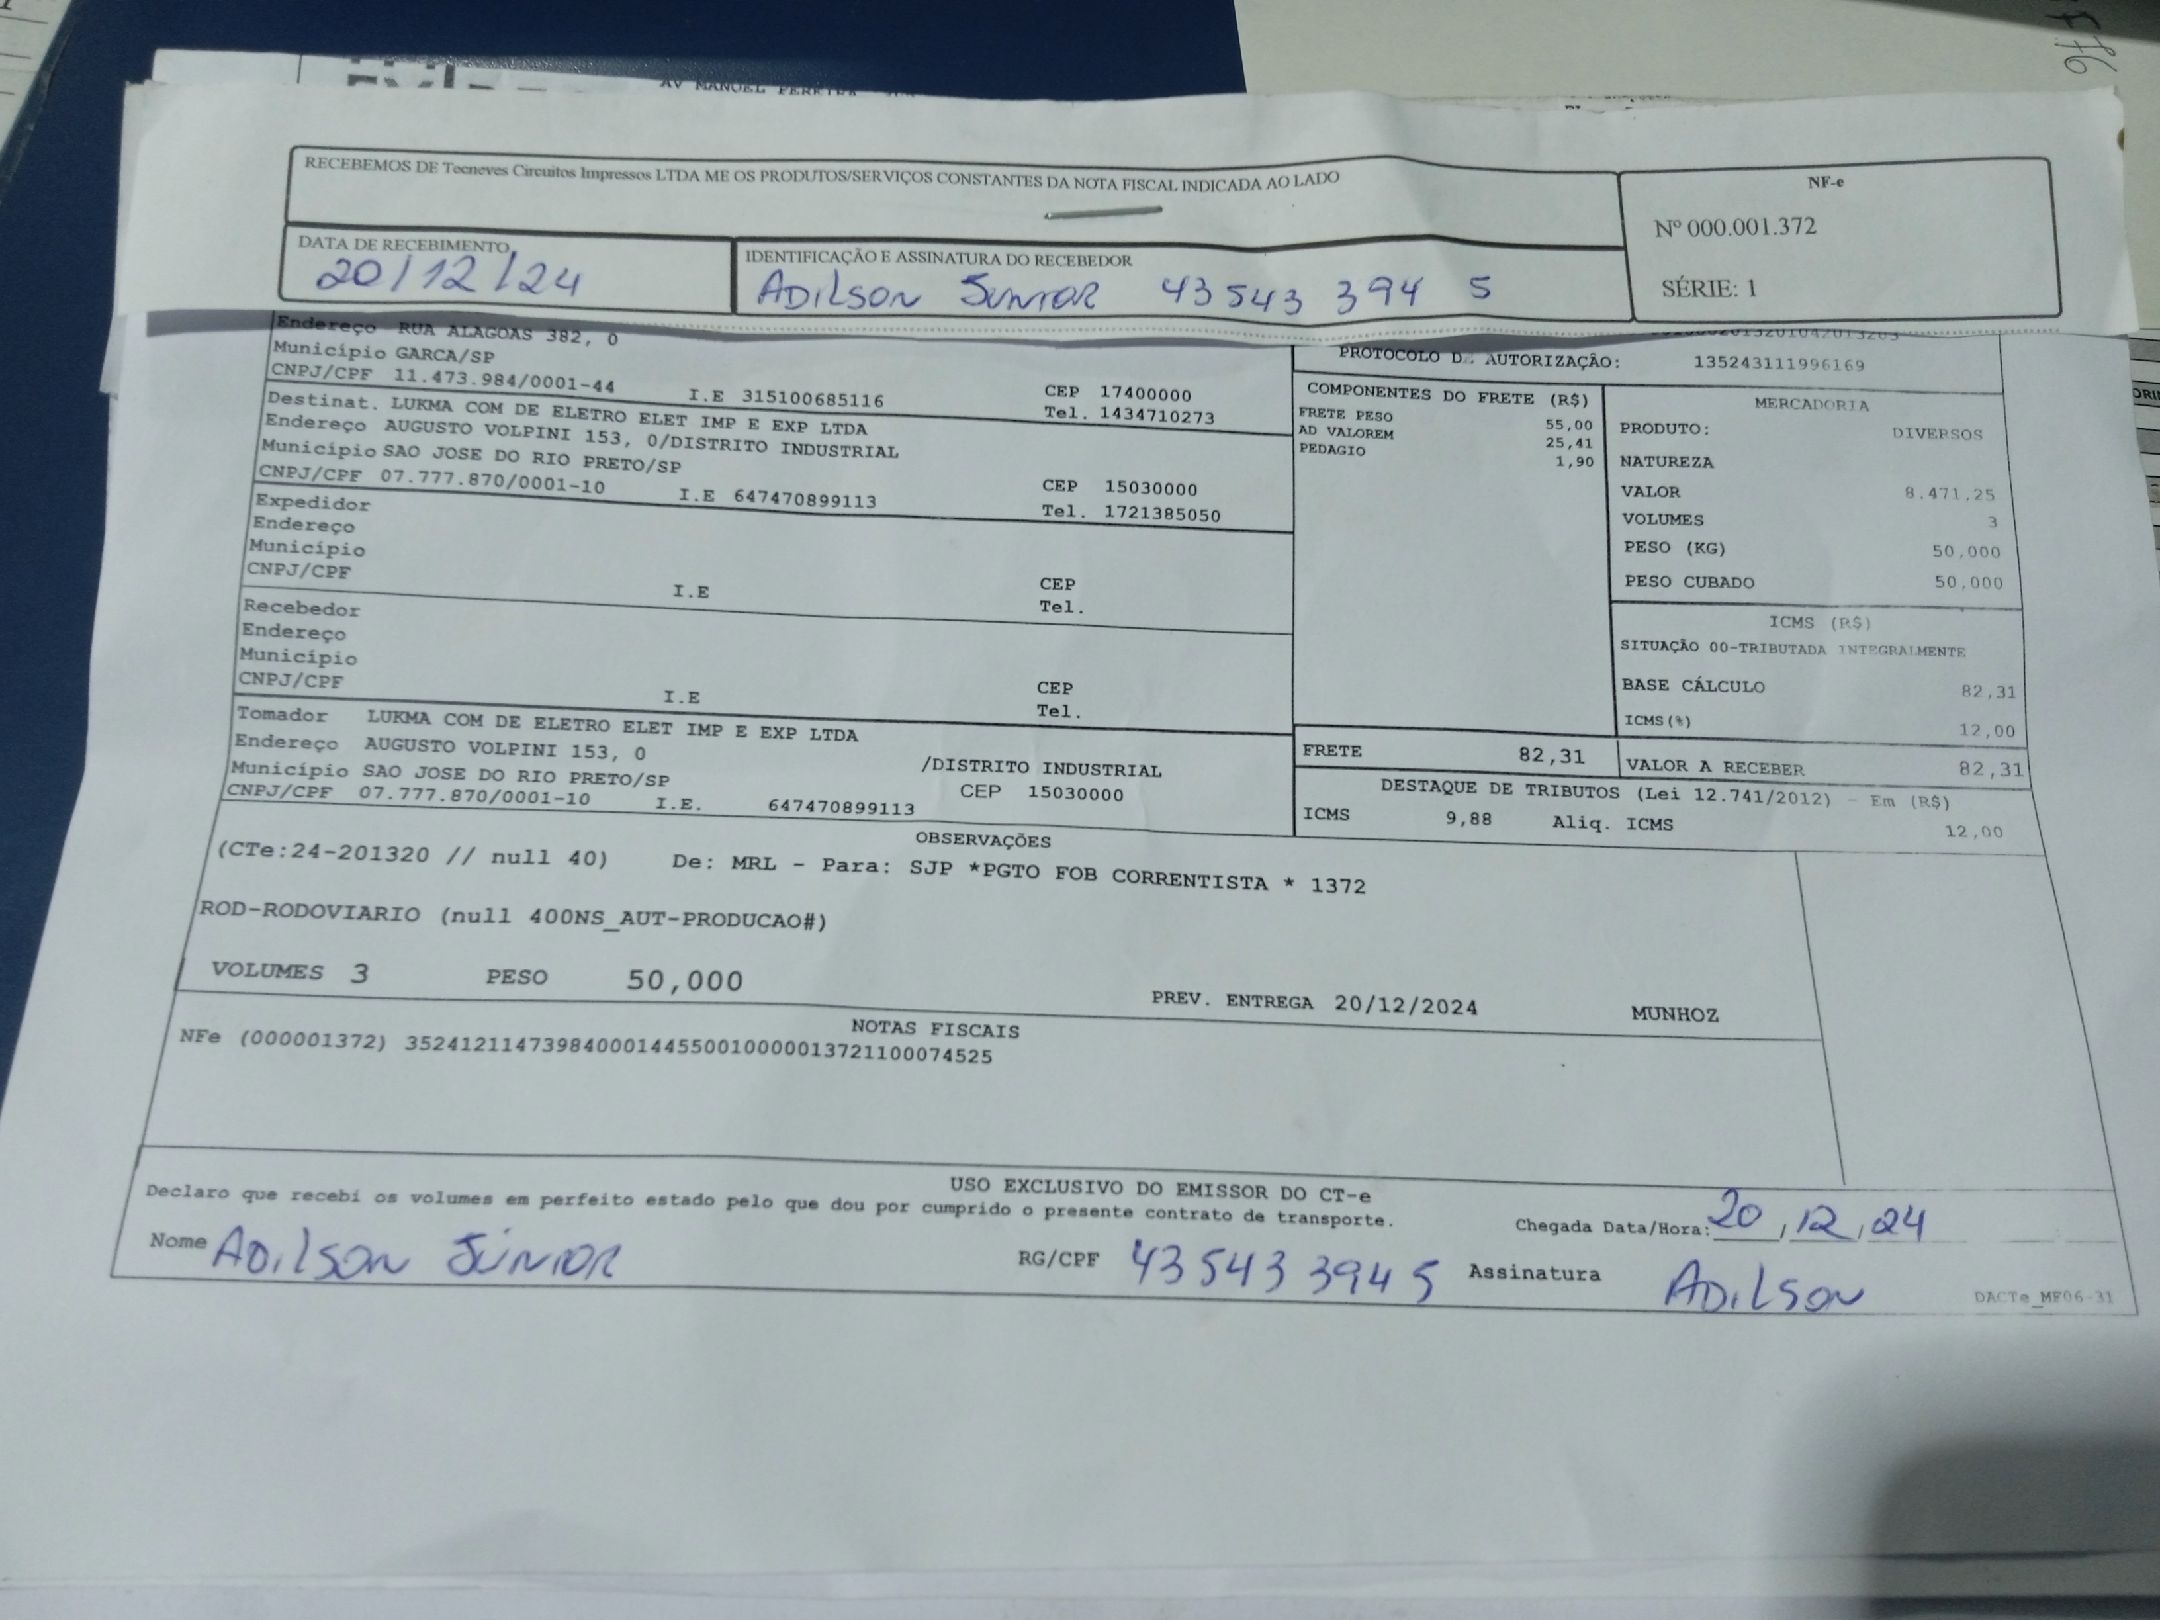 AV MANOEL PEREIRA
RECEBEMOS DE Tecneves Circuitos Impressos LTDA ME OS PRODUTOS/SERVIÇOS CONSTANTES DA NOTA FISCAL INDICADA AO LADO
NF-e
Nº 000.001.372
SÉRIE: 1
DATA DE RECEBIMENTO
20/12/24
IDENTIFICAÇÃO E ASSINATURA DO RECEBEDOR
ADILSON JUNIOR 43543 394 5
Endereço RUA ALAGOAS 382, 0
Município GARCA/SP
CNPJ/CPF 11.473.984/0001-44 I.E 315100685116 CEP 17400000
Tel. 1434710273
Destinat. LUKMA COM DE ELETRO ELET IMP E EXP LTDA
Endereço AUGUSTO VOLPINI 153, 0/DISTRITO INDUSTRIAL
Município SAO JOSE DO RIO PRETO/SP
CNPJ/CPF 07.777.870/0001-10 I.E 647470899113 CEP 15030000
Tel. 1721385050
Expedidor
Endereço
Município
CNPJ/CPF I.E CEP
Tel.
Recebedor
Endereço
Município
CNPJ/CPF I.E CEP
Tel.
Tomador LUKMA COM DE ELETRO ELET IMP E EXP LTDA
Endereço AUGUSTO VOLPINI 153, 0 /DISTRITO INDUSTRIAL
Município SAO JOSE DO RIO PRETO/SP CEP 15030000
CNPJ/CPF 07.777.870/0001-10 I.E. 647470899113
PROTOCOLO DE AUTORIZAÇÃO: 135243111996169
COMPONENTES DO FRETE (R$)
FRETE PESO 55,00
AD VALOREM 25,41
PEDAGIO 1,90
MERCADORIA
PRODUTO: DIVERSOS
NATUREZA
VALOR 8.471,25
VOLUMES 3
PESO (KG) 50,000
PESO CUBADO 50,000
ICMS (R$)
SITUAÇÃO 00-TRIBUTADA INTEGRALMENTE
BASE CÁLCULO 82,31
ICMS(%) 12,00
FRETE 82,31
VALOR A RECEBER 82,31
DESTAQUE DE TRIBUTOS (Lei 12.741/2012) - Em (R$)
ICMS 9,88 Aliq. ICMS 12,00
OBSERVAÇÕES
(CTe:24-201320 // null 40) De: MRL - Para: SJP *PGTO FOB CORRENTISTA * 1372
ROD-RODOVIARIO (null 400NS_AUT-PRODUCAO#)
VOLUMES 3 PESO 50,000 PREV. ENTREGA 20/12/2024 MUNHOZ
NOTAS FISCAIS
NFe (000001372) 35241211473984000144550010000013721100074525
USO EXCLUSIVO DO EMISSOR DO CT-e
Declaro que recebi os volumes em perfeito estado pelo que dou por cumprido o presente contrato de transporte.
Chegada Data/Hora: 20/12/24
Nome ADILSON JÚNIOR RG/CPF 43543 394 5 Assinatura ADILSON
DACTe_MF06-31